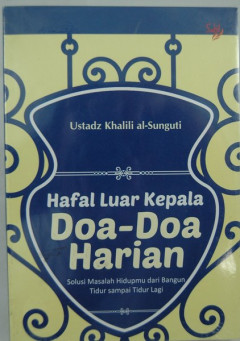 Ustadz Khalili al-Sunguti
Hafal Luar Kepala
Doa-Doa
Harian
Solusi Masalah Hidupmu dari Bangun
Tidur sampai Tidur Lagi